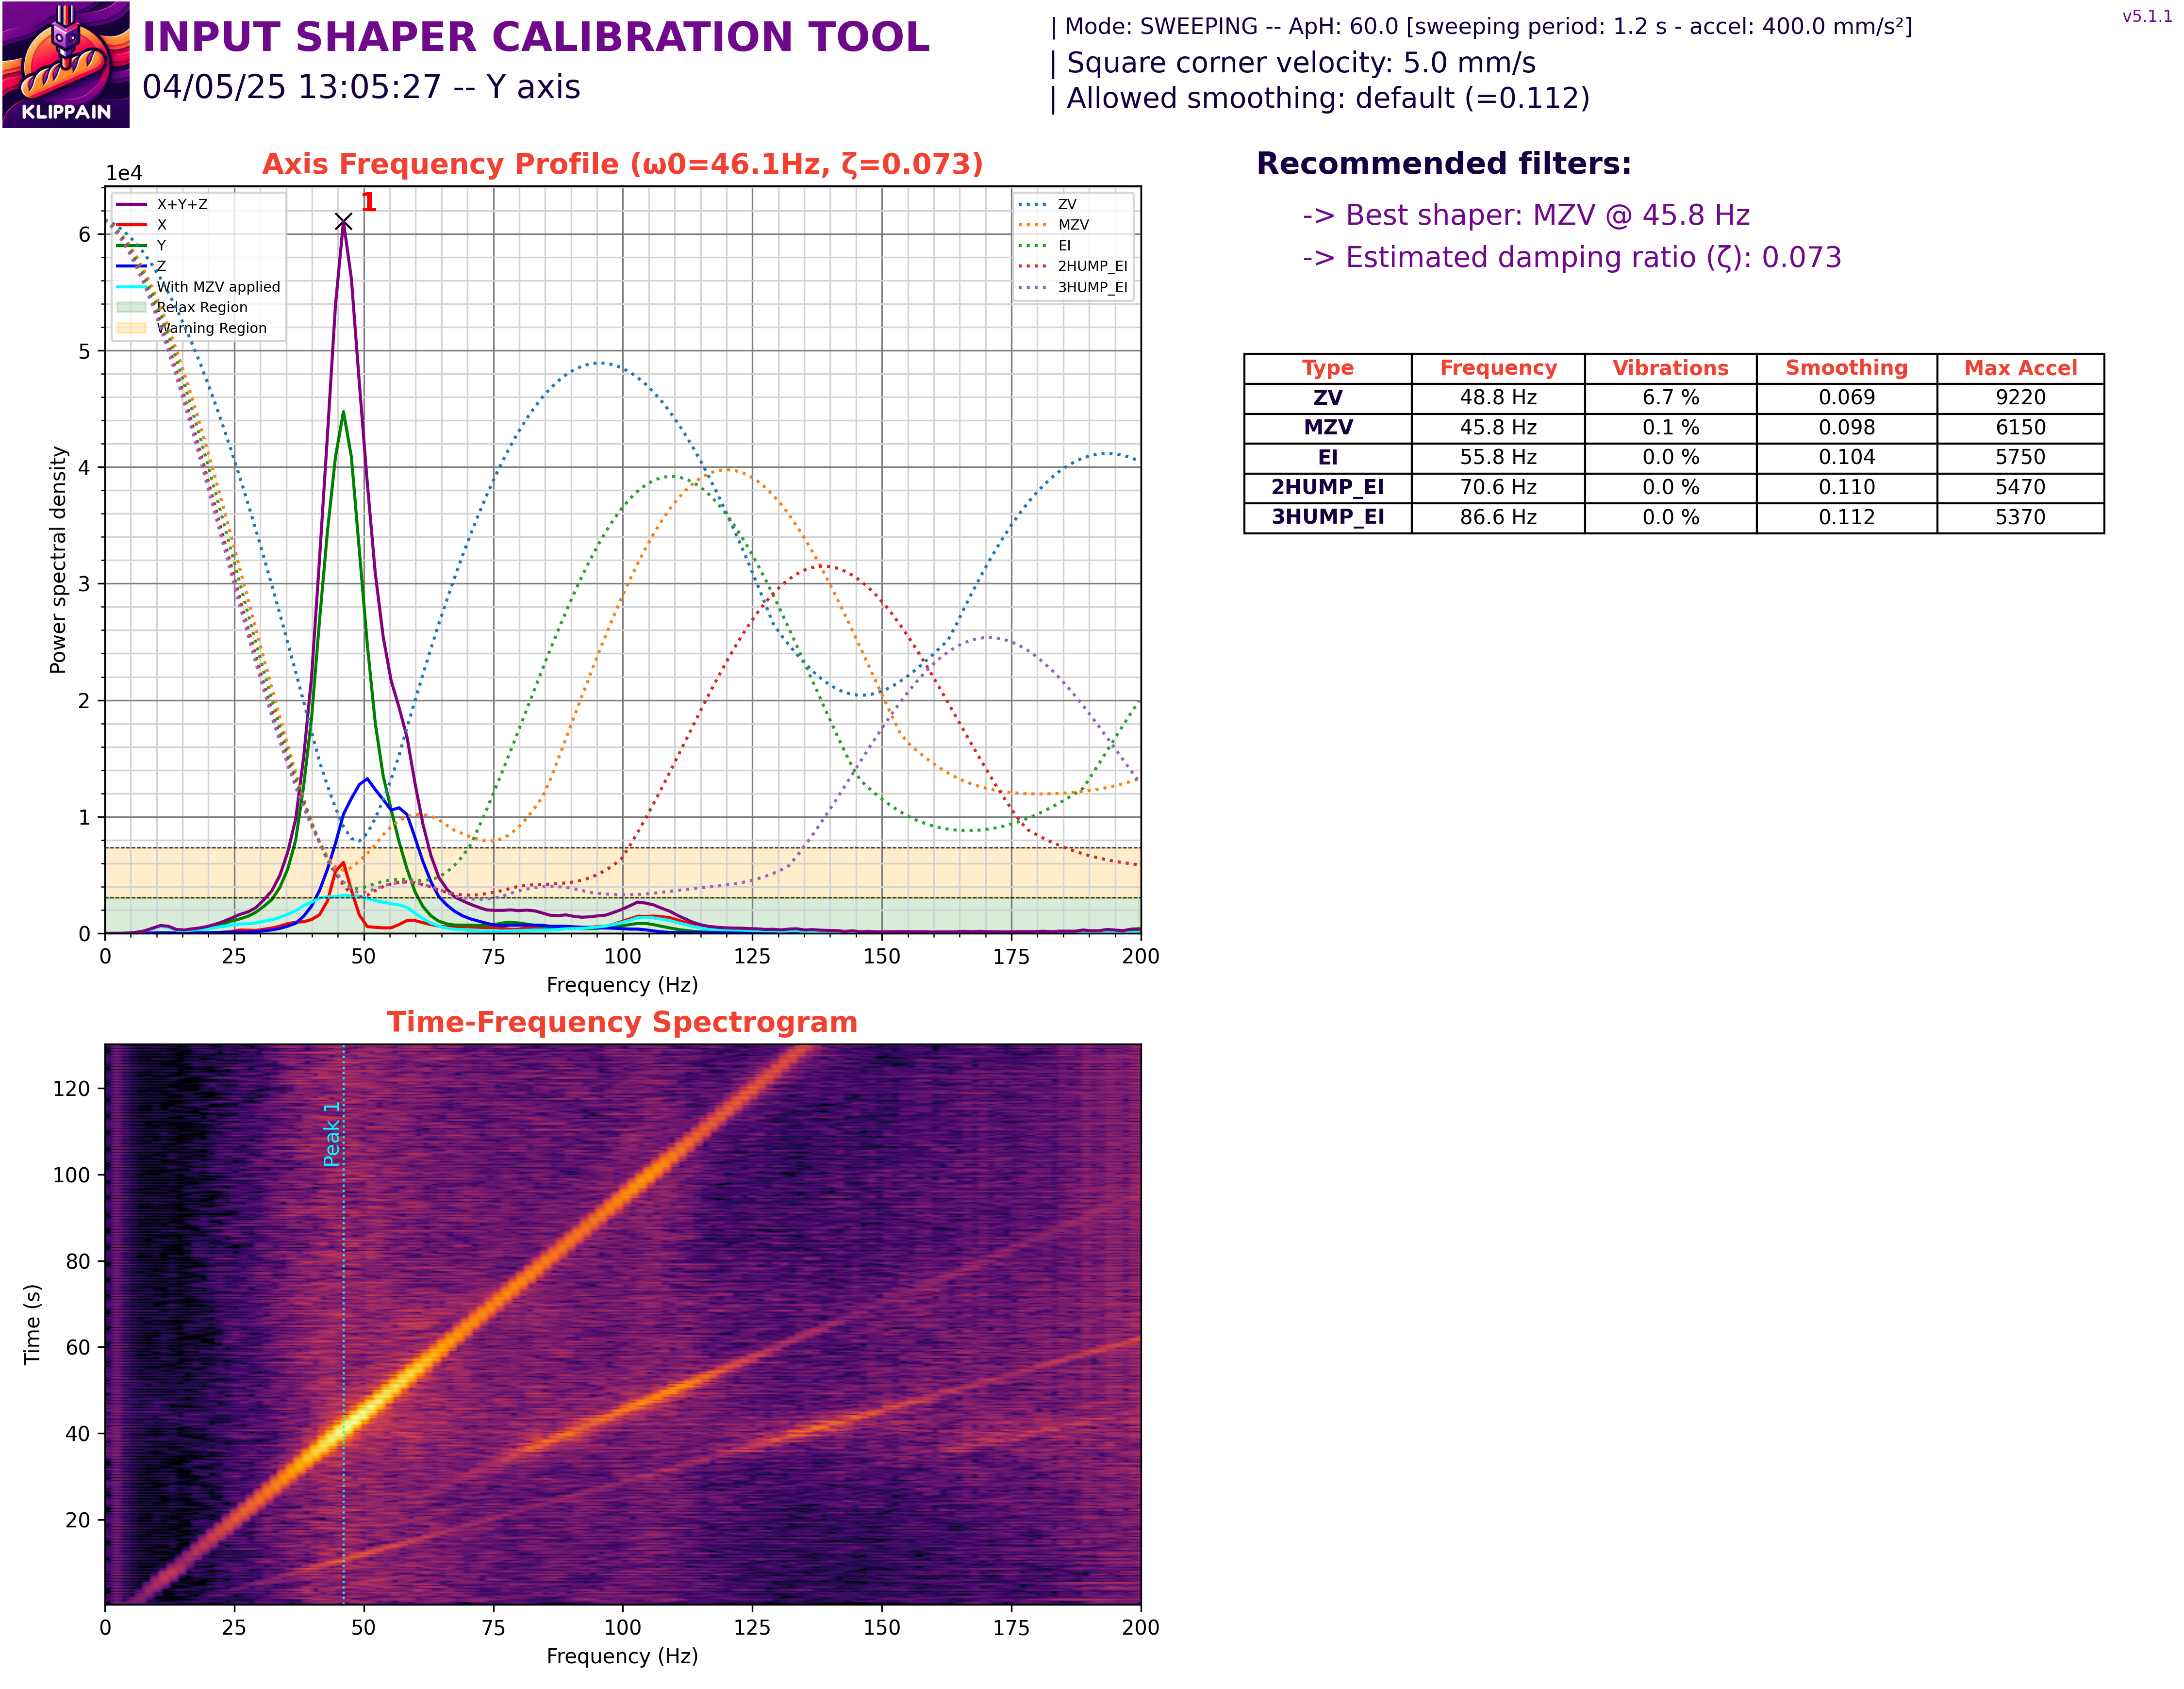 KLIPPAIN
INPUT SHAPER CALIBRATION TOOL
04/05/25 13:05:27 -- Y axis
| Mode: SWEEPING -- ApH: 60.0 [sweeping period: 1.2 s - accel: 400.0 mm/s²]
| Square corner velocity: 5.0 mm/s
| Allowed smoothing: default (=0.112)
v5.1.1
Axis Frequency Profile (ω0=46.1Hz, ζ=0.073)
1e4
X+Y+Z
X
Y
Z
With MZV applied
Relax Region
Warning Region
1
ZV
MZV
EI
2HUMP_EI
3HUMP_EI
Power spectral density
6
5
4
3
2
1
0
0 25 50 75 100 125 150 175 200
Frequency (Hz)
Recommended filters:
-> Best shaper: MZV @ 45.8 Hz
-> Estimated damping ratio (ζ): 0.073
Type Frequency Vibrations Smoothing Max Accel
ZV 48.8 Hz 6.7 % 0.069 9220
MZV 45.8 Hz 0.1 % 0.098 6150
EI 55.8 Hz 0.0 % 0.104 5750
2HUMP_EI 70.6 Hz 0.0 % 0.110 5470
3HUMP_EI 86.6 Hz 0.0 % 0.112 5370
Time-Frequency Spectrogram
Time (s)
120
100
80
60
40
20
Peak 1
0 25 50 75 100 125 150 175 200
Frequency (Hz)